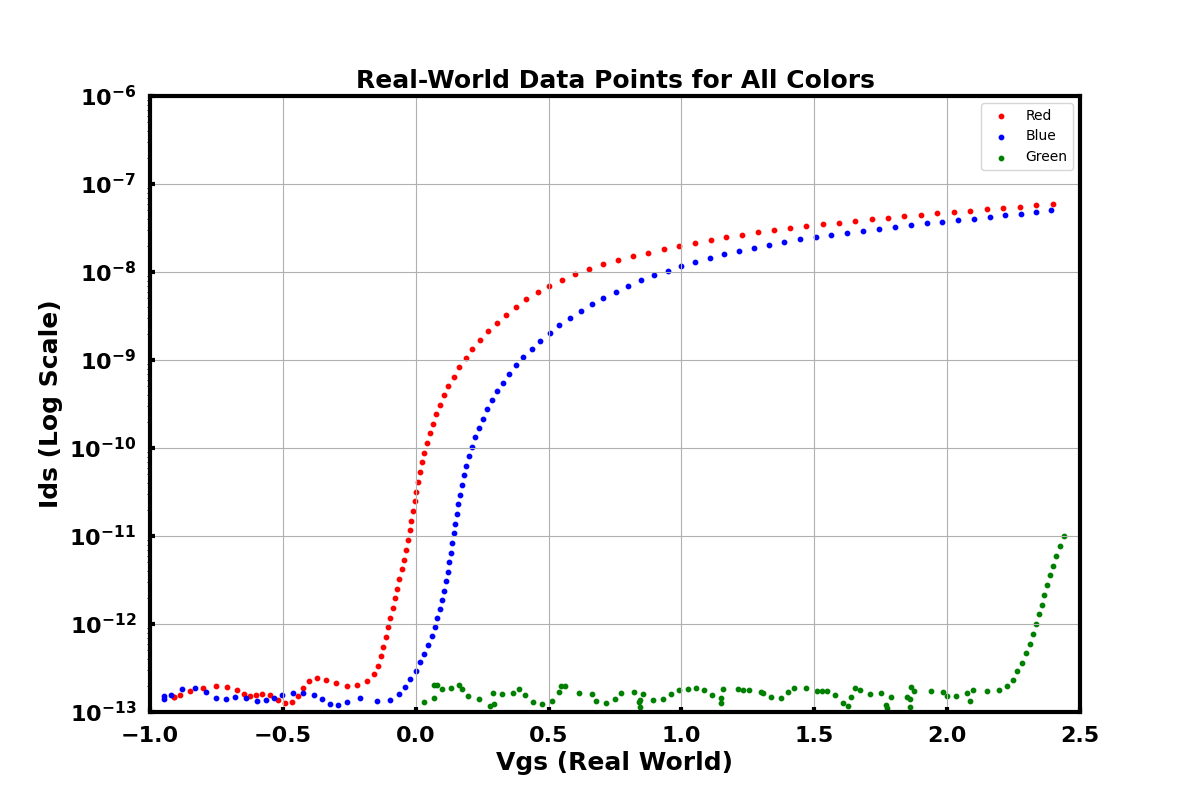 Real-World Data Points for All Colors
Ids (Log Scale)
10⁻⁶
10⁻⁷
10⁻⁸
10⁻⁹
10⁻¹⁰
10⁻¹¹
10⁻¹²
10⁻¹³
Red
Blue
Green
−1.0 −0.5 0.0 0.5 1.0 1.5 2.0 2.5
Vgs (Real World)